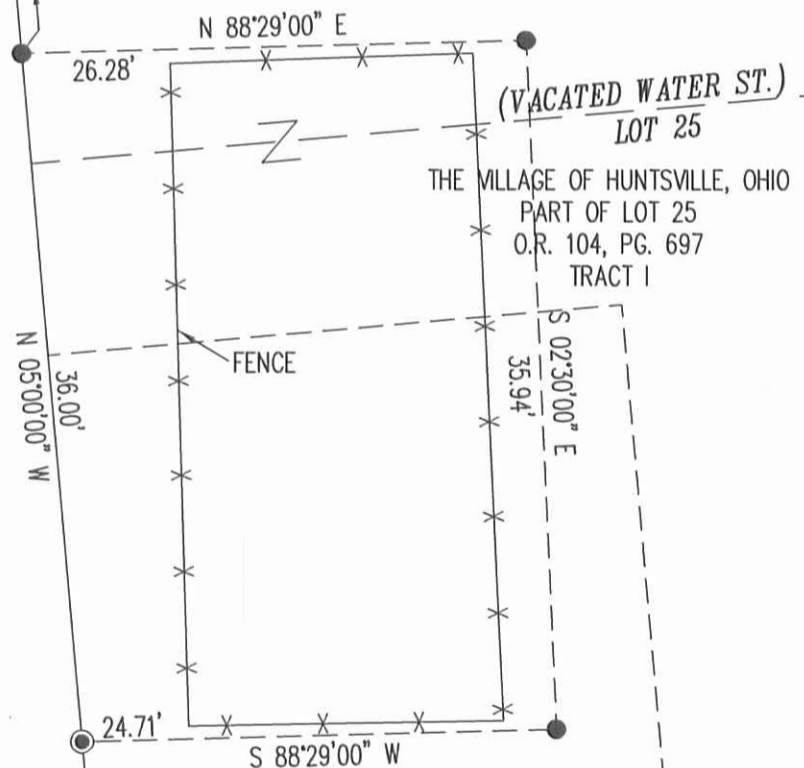 N 88°29'00" E
26.28'
(VACATED WATER ST.)
LOT 25
THE VILLAGE OF HUNTSVILLE, OHIO
PART OF LOT 25
O.R. 104, PG. 697
TRACT I
FENCE
N 05°00'00" W
36.00'
35.94'
S 02°30'00" E
24.71'
S 88°29'00" W